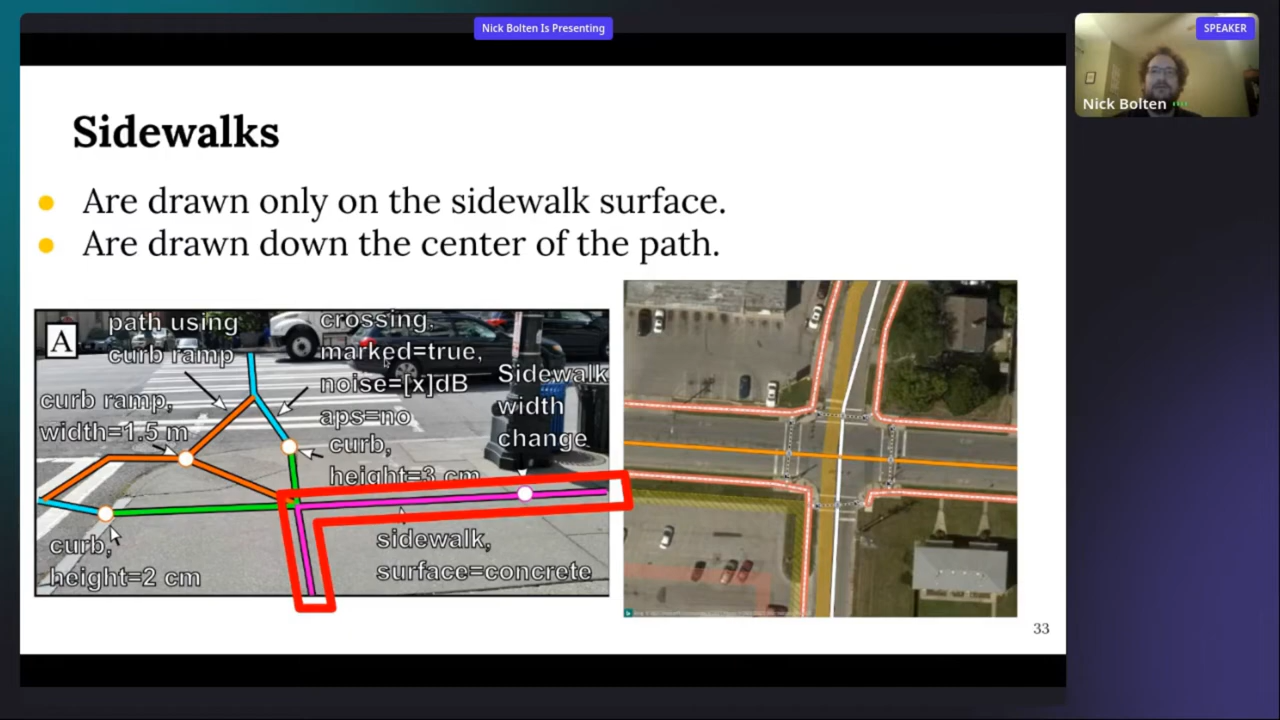 Nick Bolten Is Presenting
SPEAKER
Nick Bolten
Sidewalks
● Are drawn only on the sidewalk surface.
● Are drawn down the center of the path.
A
path using
curb ramp
crossing,
marked=true,
noise=[x]dB
aps=no
Sidewalk
width
change
curb ramp,
width=1.5 m
curb,
height=3 cm
curb,
height=2 cm
sidewalk,
surface=concrete
33